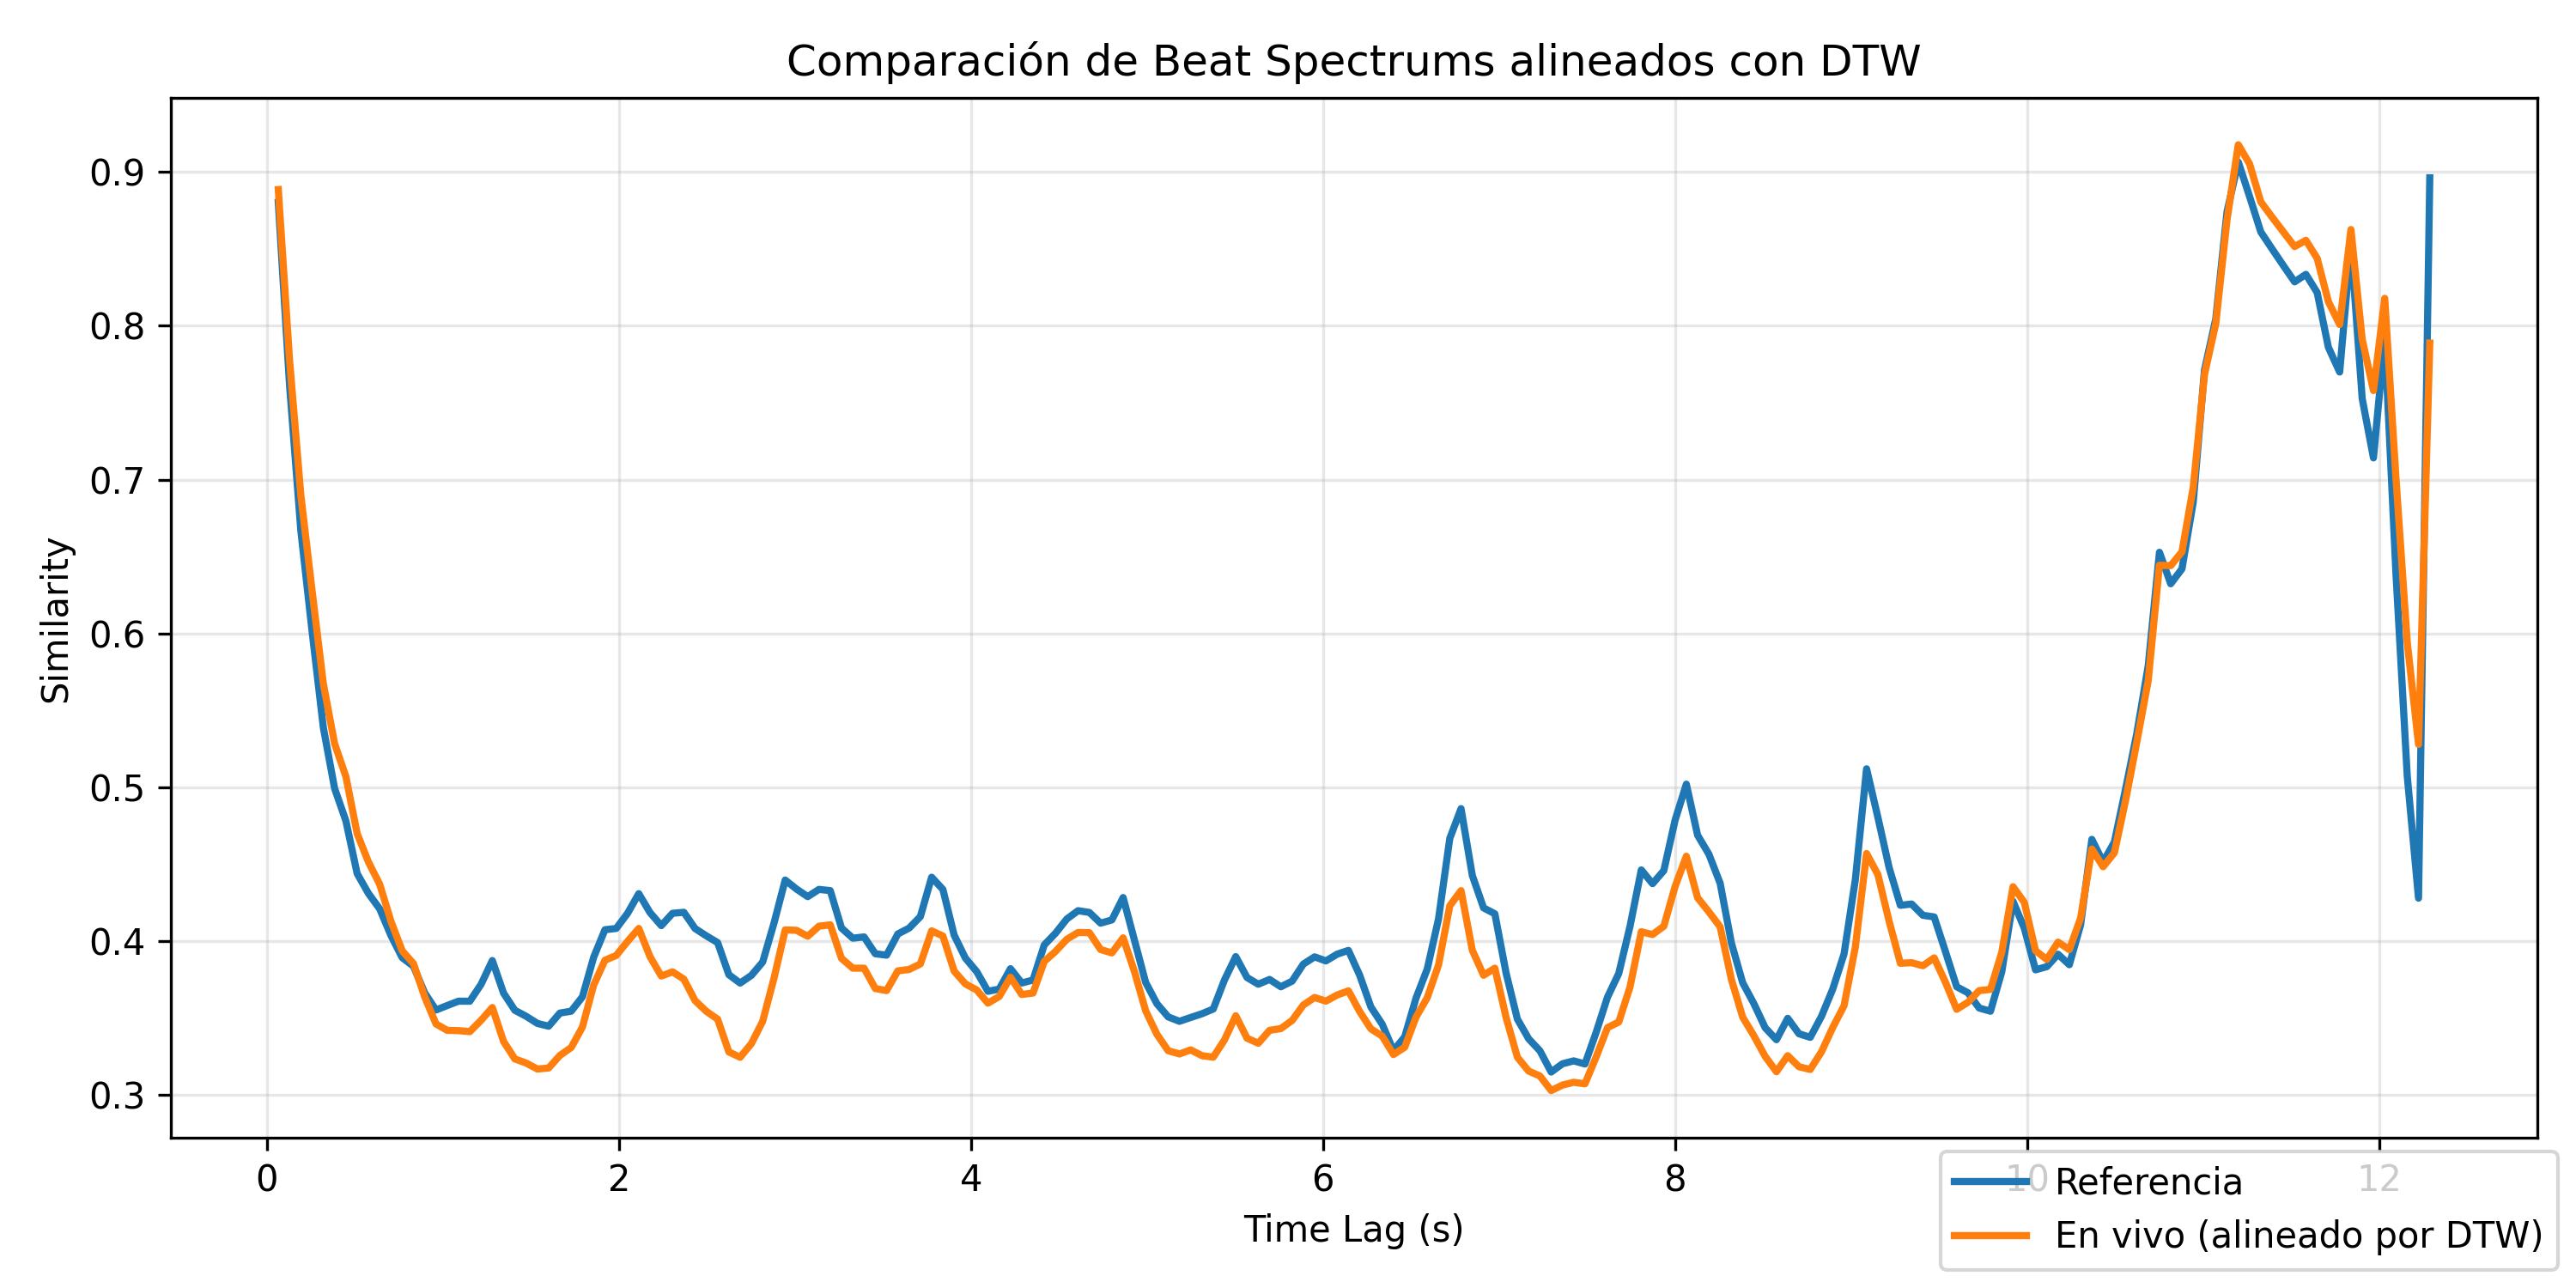 Comparación de Beat Spectrums alineados con DTW
0.9
0.8
0.7
0.6
0.5
0.4
0.3
Similarity
0 2 4 6 8 10 12
Time Lag (s)
Referencia
En vivo (alineado por DTW)